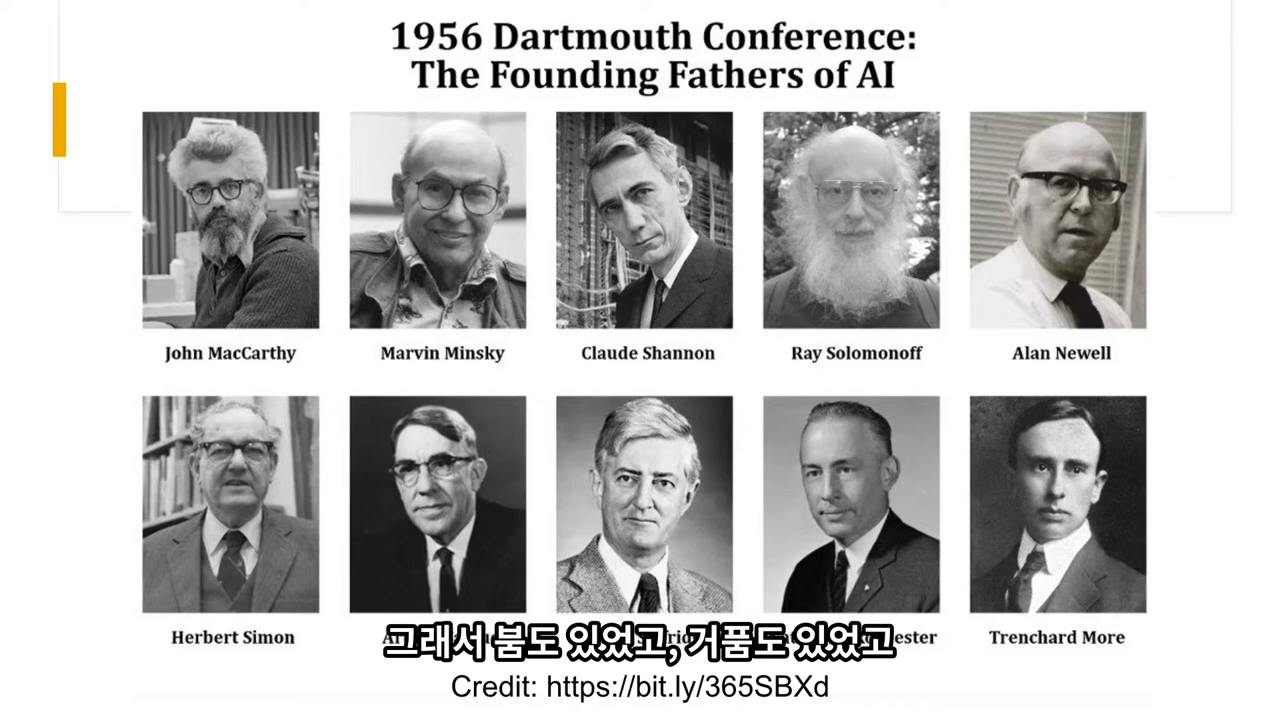 1956 Dartmouth Conference:
The Founding Fathers of AI
John MacCarthy
Marvin Minsky
Claude Shannon
Ray Solomonoff
Alan Newell
Herbert Simon
Trenchard More
그래서 붐도 있었고, 거품도 있었고
Credit: https://bit.ly/365SBXd